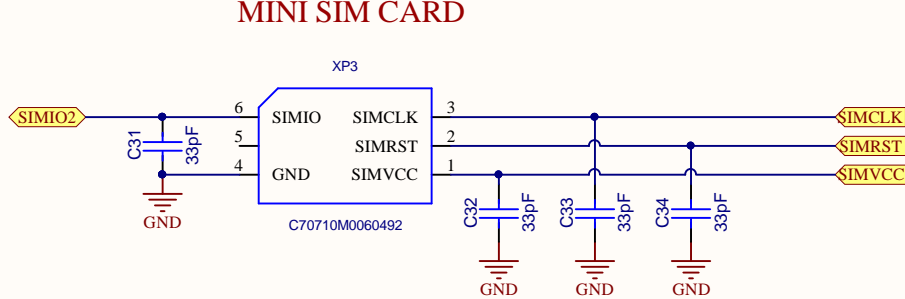 MINI SIM CARD
XP3
SIMIO2
6
SIMIO
SIMCLK
3
SIMCLK
C31
33pF
5
SIMRST
2
SIMRST
4
GND
SIMVCC
1
SIMVCC
GND
C70710M0060492
C32
33pF
C33
33pF
C34
33pF
GND
GND
GND